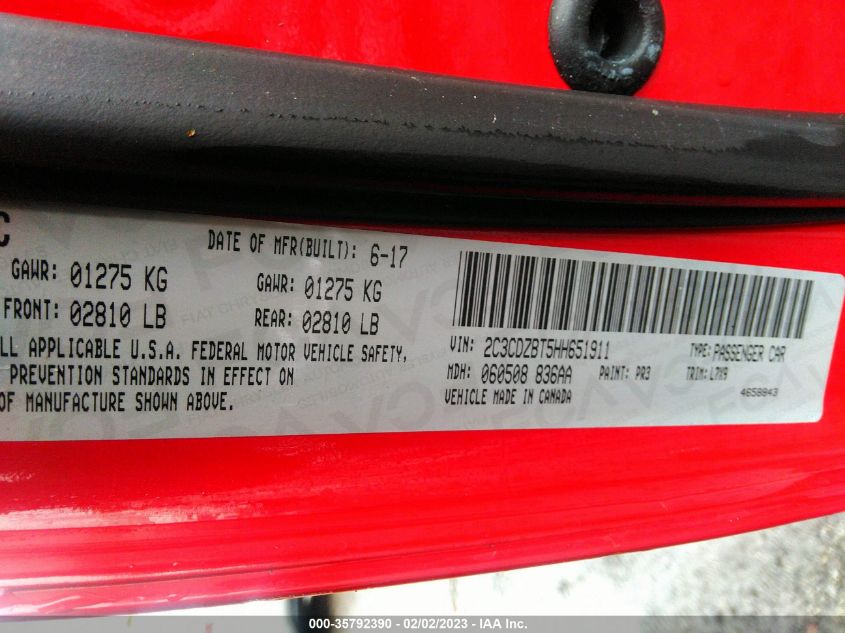 C
DATE OF MFR(BUILT): 6-17
GAWR: 01275 KG GAWR: 01275 KG
FRONT: 02810 LB REAR: 02810 LB
LL APPLICABLE U.S.A. FEDERAL MOTOR VEHICLE SAFETY,
PREVENTION STANDARDS IN EFFECT ON
OF MANUFACTURE SHOWN ABOVE.
VIN: 2C3CDZBT5HH651911 TYPE: PASSENGER CAR
MDH: 060508 836AA PAINT: PR3 TRIM: L7X9
VEHICLE MADE IN CANADA 4658843
000-35792390 - 02/02/2023 - IAA Inc.